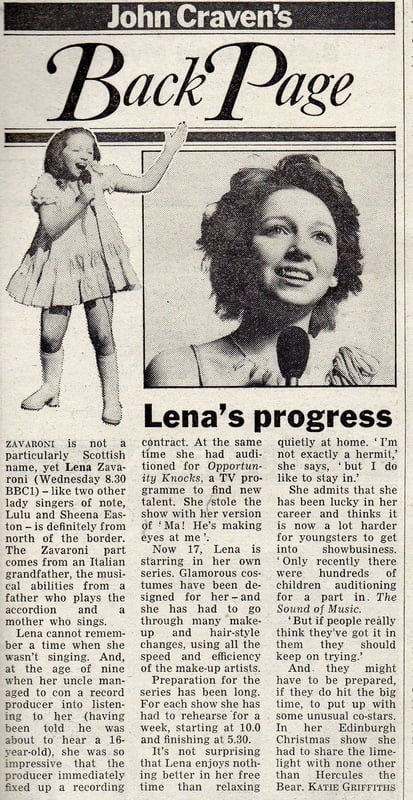 John Craven's
Back Page
Lena's progress
ZAVARONI is not a
particularly Scottish
name, yet Lena Zava-
roni (Wednesday 8.30
BBC1) – like two other
lady singers of note,
Lulu and Sheena Eas-
ton – is definitely from
north of the border.
The Zavaroni part
comes from an Italian
grandfather, the musi-
cal abilities from a
father who plays the
accordion and a
mother who sings.
Lena cannot remem-
ber a time when she
wasn't singing. And,
at the age of nine
when her uncle man-
aged to con a record
producer into listen-
ing to her (having
been told he was
about to hear a 16-
year-old), she was so
impressive that the
producer immediately
fixed up a recording
contract. At the same
time she had audi-
tioned for Opportun-
ity Knocks, a TV pro-
gramme to find new
talent. She stole the
show with her version
of 'Ma! He's making
eyes at me'.
Now 17, Lena is
starring in her own
series. Glamorous cos-
tumes have been de-
signed for her – and
she has had to go
through many make-
up and hair-style
changes, using all the
speed and efficiency
of the make-up artists.
Preparation for the
series has been long.
For each show she has
had to rehearse for a
week, starting at 10.0
and finishing at 5.30.
It's not surprising
that Lena enjoys noth-
ing better in her free
time than relaxing
quietly at home. 'I'm
not exactly a hermit,'
she says, 'but I do
like to stay in.'
She admits that she
has been lucky in her
career and thinks it
is now a lot harder
for youngsters to get
into showbusiness.
'Only recently there
were hundreds of
children auditioning
for a part in The
Sound of Music.
'But if people really
think they've got it in
them they should
keep on trying.'
And they might
have to be prepared,
if they do hit the big
time, to put up with
some unusual co-stars.
In her Edinburgh
Christmas show she
had to share the lime-
light with none other
than Hercules the
Bear. KATIE GRIFFITHS